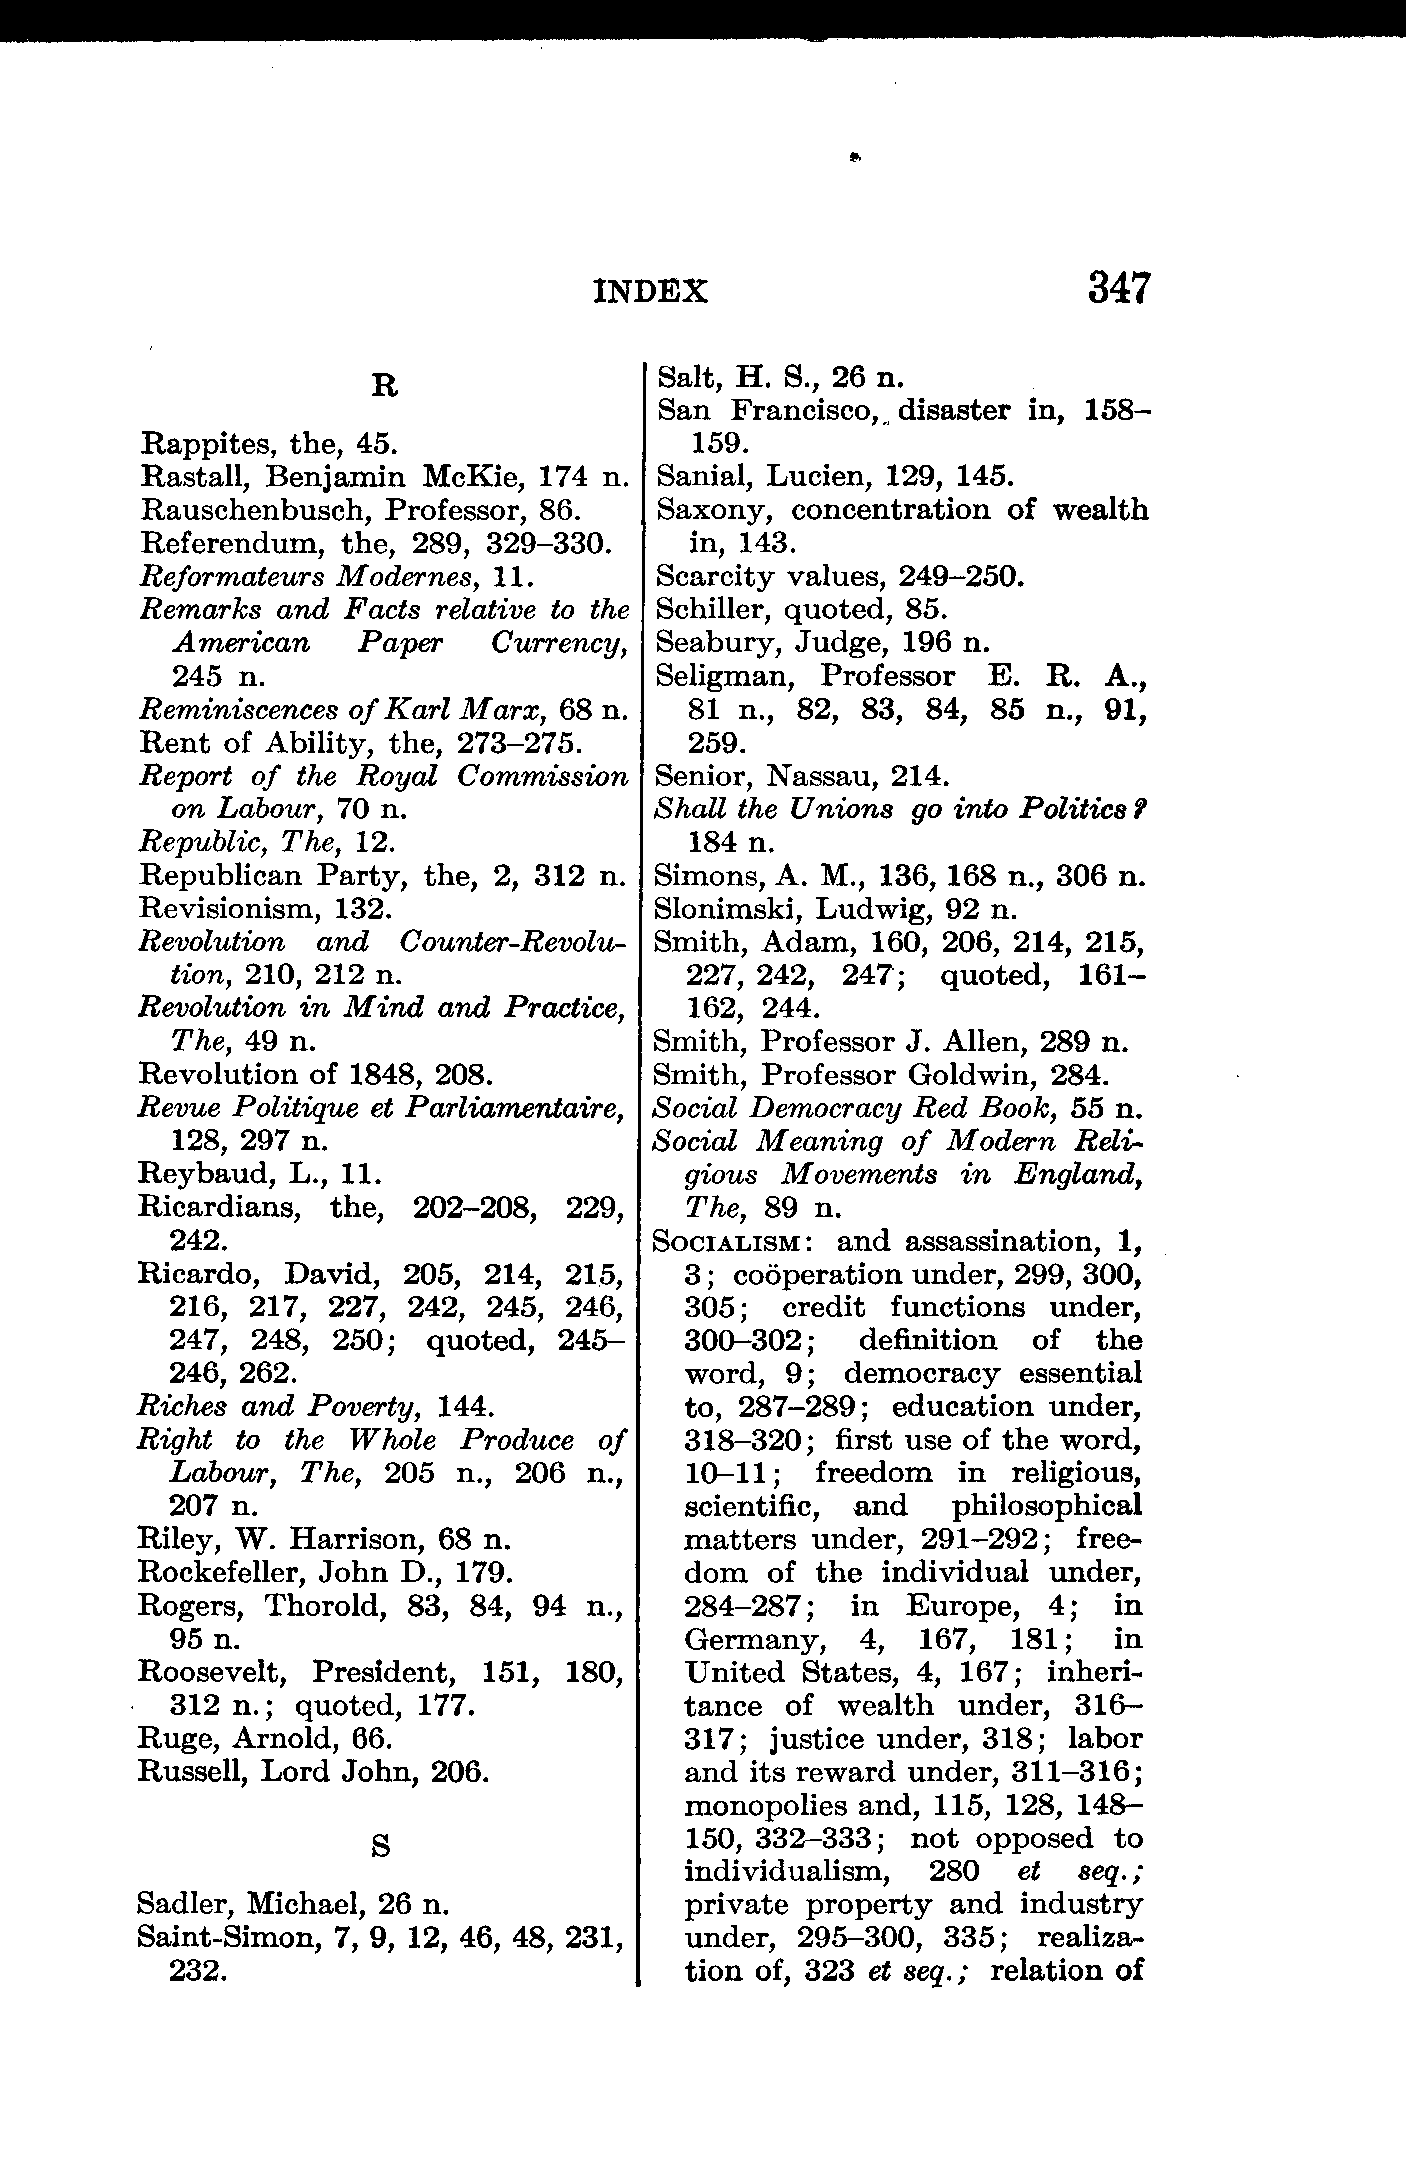 INDEX 347
R
Rappites, the, 45.
Rastall, Benjamin McKie, 174 n.
Rauschenbusch, Professor, 86.
Referendum, the, 289, 329–330.
Reformateurs Modernes, 11.
Remarks and Facts relative to the
American Paper Currency,
245 n.
Reminiscences of Karl Marx, 68 n.
Rent of Ability, the, 273–275.
Report of the Royal Commission
on Labour, 70 n.
Republic, The, 12.
Republican Party, the, 2, 312 n.
Revisionism, 132.
Revolution and Counter-Revolu-
tion, 210, 212 n.
Revolution in Mind and Practice,
The, 49 n.
Revolution of 1848, 208.
Revue Politique et Parliamentaire,
128, 297 n.
Reybaud, L., 11.
Ricardians, the, 202–208, 229,
242.
Ricardo, David, 205, 214, 215,
216, 217, 227, 242, 245, 246,
247, 248, 250; quoted, 245–
246, 262.
Riches and Poverty, 144.
Right to the Whole Produce of
Labour, The, 205 n., 206 n.,
207 n.
Riley, W. Harrison, 68 n.
Rockefeller, John D., 179.
Rogers, Thorold, 83, 84, 94 n.,
95 n.
Roosevelt, President, 151, 180,
312 n.; quoted, 177.
Ruge, Arnold, 66.
Russell, Lord John, 206.
S
Sadler, Michael, 26 n.
Saint-Simon, 7, 9, 12, 46, 48, 231,
232.
Salt, H. S., 26 n.
San Francisco, disaster in, 158–
159.
Sanial, Lucien, 129, 145.
Saxony, concentration of wealth
in, 143.
Scarcity values, 249–250.
Schiller, quoted, 85.
Seabury, Judge, 196 n.
Seligman, Professor E. R. A.,
81 n., 82, 83, 84, 85 n., 91,
259.
Senior, Nassau, 214.
Shall the Unions go into Politics?
184 n.
Simons, A. M., 136, 168 n., 306 n.
Slonimski, Ludwig, 92 n.
Smith, Adam, 160, 206, 214, 215,
227, 242, 247; quoted, 161–
162, 244.
Smith, Professor J. Allen, 289 n.
Smith, Professor Goldwin, 284.
Social Democracy Red Book, 55 n.
Social Meaning of Modern Reli-
gious Movements in England,
The, 89 n.
SOCIALISM: and assassination, 1,
3; coöperation under, 299, 300,
305; credit functions under,
300–302; definition of the
word, 9; democracy essential
to, 287–289; education under,
318–320; first use of the word,
10–11; freedom in religious,
scientific, and philosophical
matters under, 291–292; free-
dom of the individual under,
284–287; in Europe, 4; in
Germany, 4, 167, 181; in
United States, 4, 167; inheri-
tance of wealth under, 316–
317; justice under, 318; labor
and its reward under, 311–316;
monopolies and, 115, 128, 148–
150, 332–333; not opposed to
individualism, 280 et seq.;
private property and industry
under, 295–300, 335; realiza-
tion of, 323 et seq.; relation of